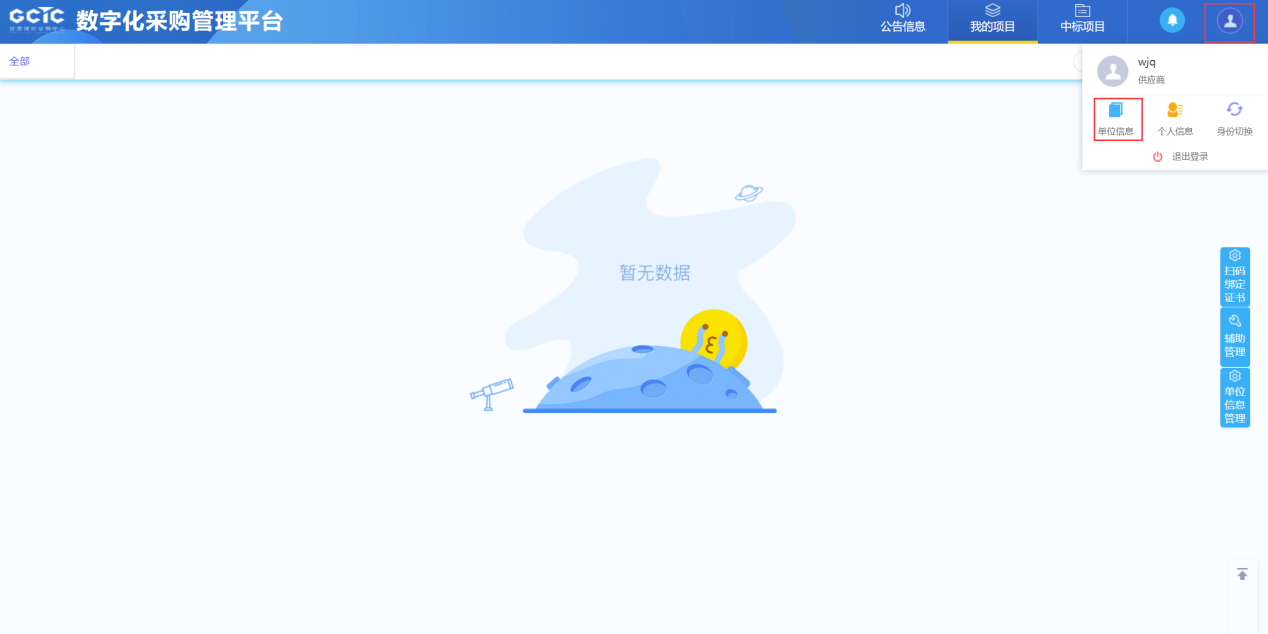 GCTC
数字化采购管理平台
公告信息
我的项目
中标项目
全部
wjq
供应商
单位信息
个人信息
身份切换
退出登录
暂无数据
扫码
绑定
证书
辅助
管理
单位
信息
管理